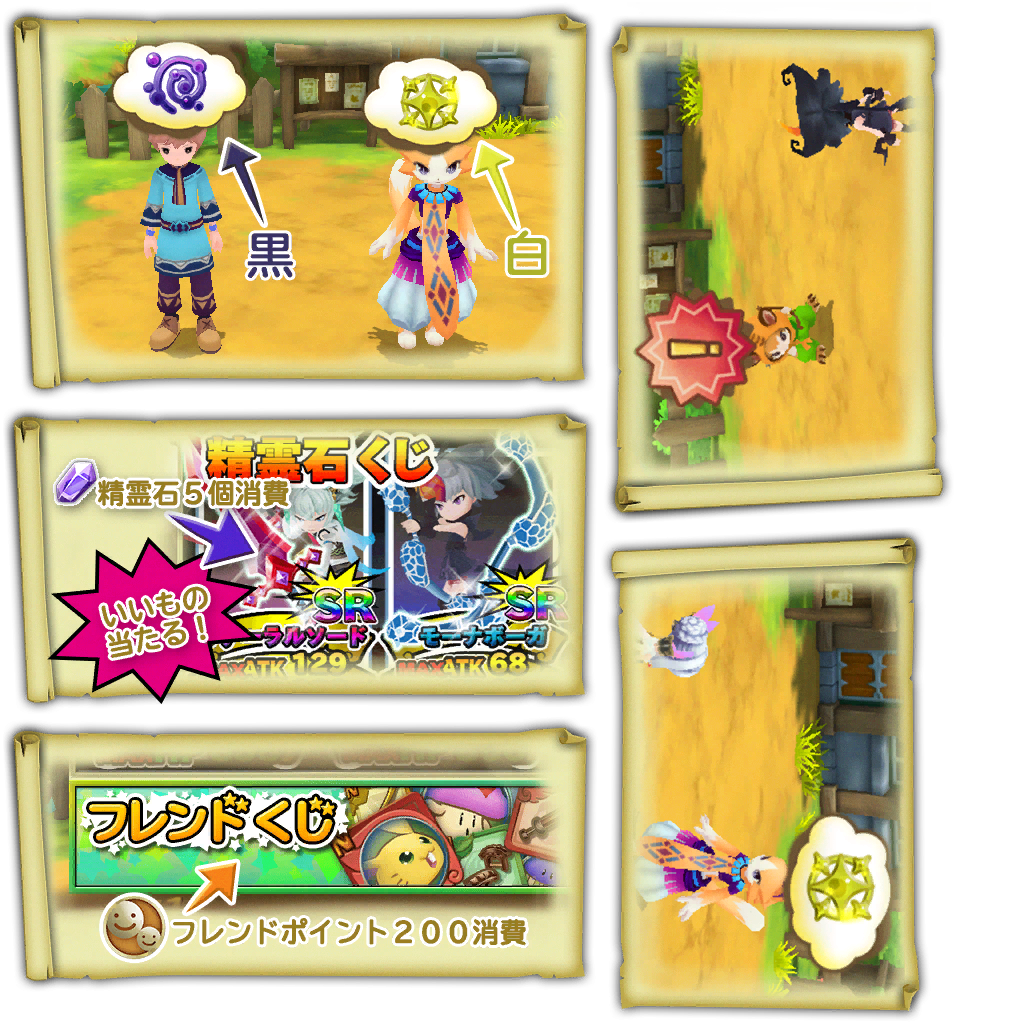 黒
白
精霊石くじ
精霊石5個消費
いいもの
当たる！
SR
SR
ーラルソード
モーナボーガ
MAXATK 129
MAXATK 68
フレンドくじ
フレンドポイント200消費